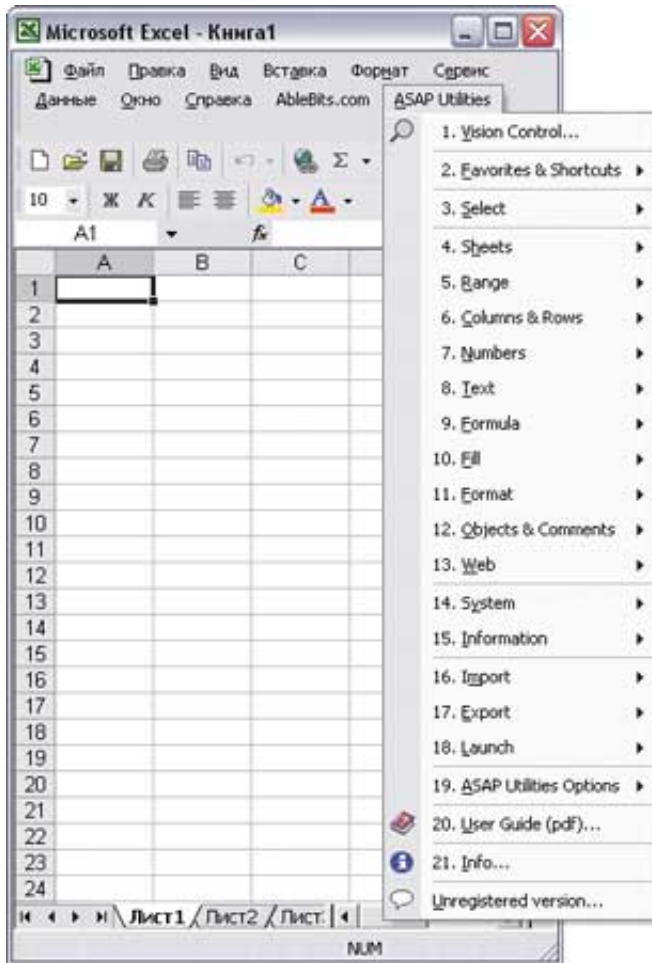 Microsoft Excel - Книга1
Файл Правка Вид Вставка Формат Сервис
Данные Окно Справка AbleBits.com ASAP Utilities
10 Ж К А
A1 fx
A B C
1
2
3
4
5
6
7
8
9
10
11
12
13
14
15
16
17
18
19
20
21
22
23
24
Лист1 Лист2 Лист
NUM
1. Vision Control...
2. Favorites & Shortcuts
3. Select
4. Sheets
5. Range
6. Columns & Rows
7. Numbers
8. Text
9. Formula
10. Fill
11. Format
12. Objects & Comments
13. Web
14. System
15. Information
16. Import
17. Export
18. Launch
19. ASAP Utilities Options
20. User Guide (pdf)...
21. Info...
Unregistered version...